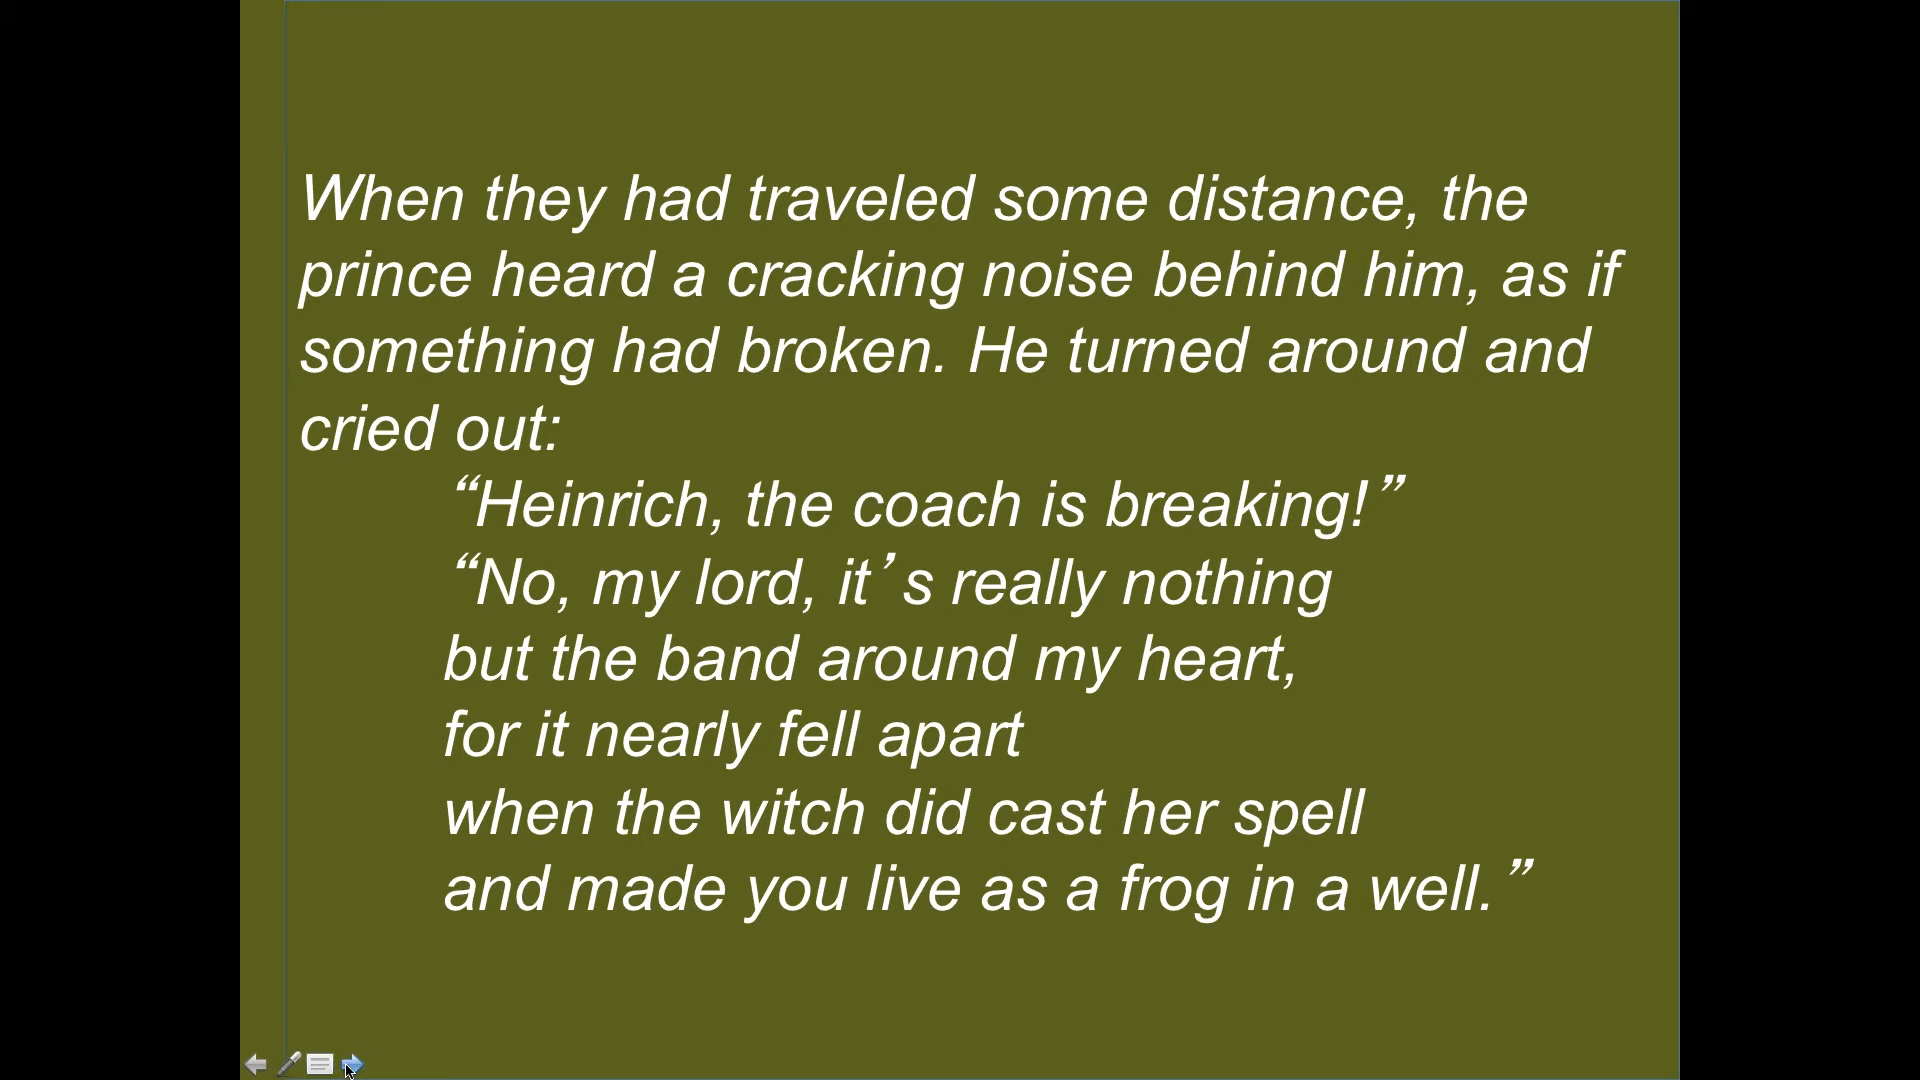 When they had traveled some distance, the
prince heard a cracking noise behind him, as if
something had broken. He turned around and
cried out:
“Heinrich, the coach is breaking!”
“No, my lord, it’s really nothing
but the band around my heart,
for it nearly fell apart
when the witch did cast her spell
and made you live as a frog in a well.”